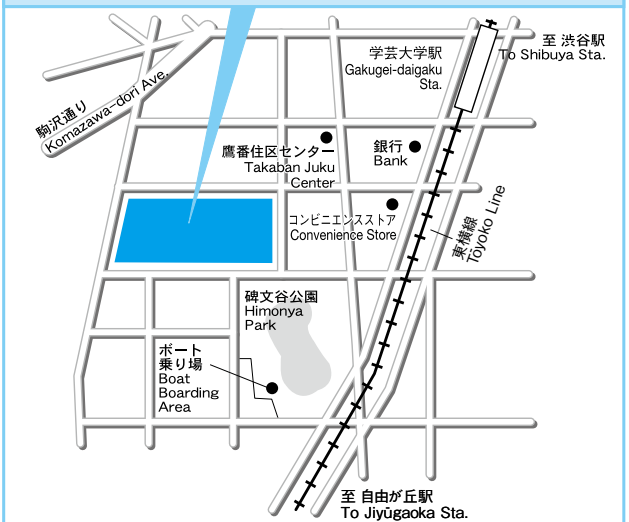 至 渋谷駅
To Shibuya Sta.
学芸大学駅
Gakugei-daigaku
Sta.
駒沢通り
Komazawa-dori Ave.
鷹番住区センター
Takaban Juku
Center
銀行
Bank
コンビニエンスストア
Convenience Store
東横線
Tōyoko Line
碑文谷公園
Himonya
Park
ボート
乗り場
Boat
Boarding
Area
至 自由が丘駅
To Jiyūgaoka Sta.